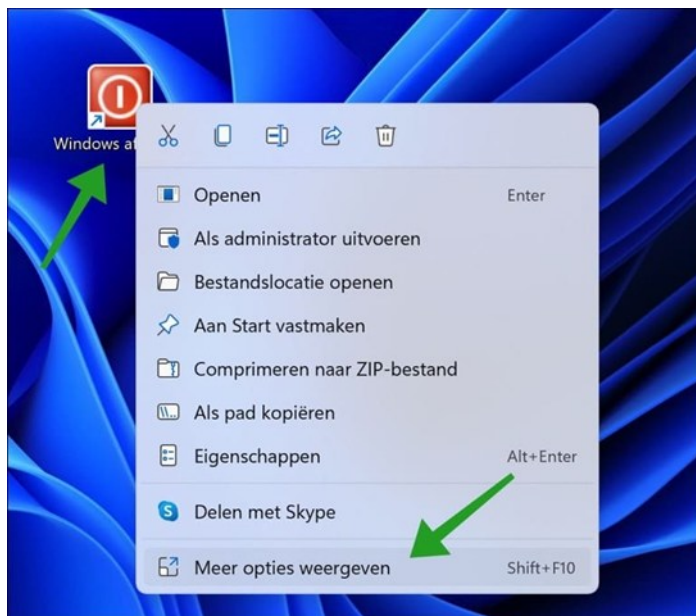 Windows af
Openen Enter
Als administrator uitvoeren
Bestandslocatie openen
Aan Start vastmaken
Comprimeren naar ZIP-bestand
Als pad kopiëren
Eigenschappen Alt+Enter
Delen met Skype
Meer opties weergeven Shift+F10